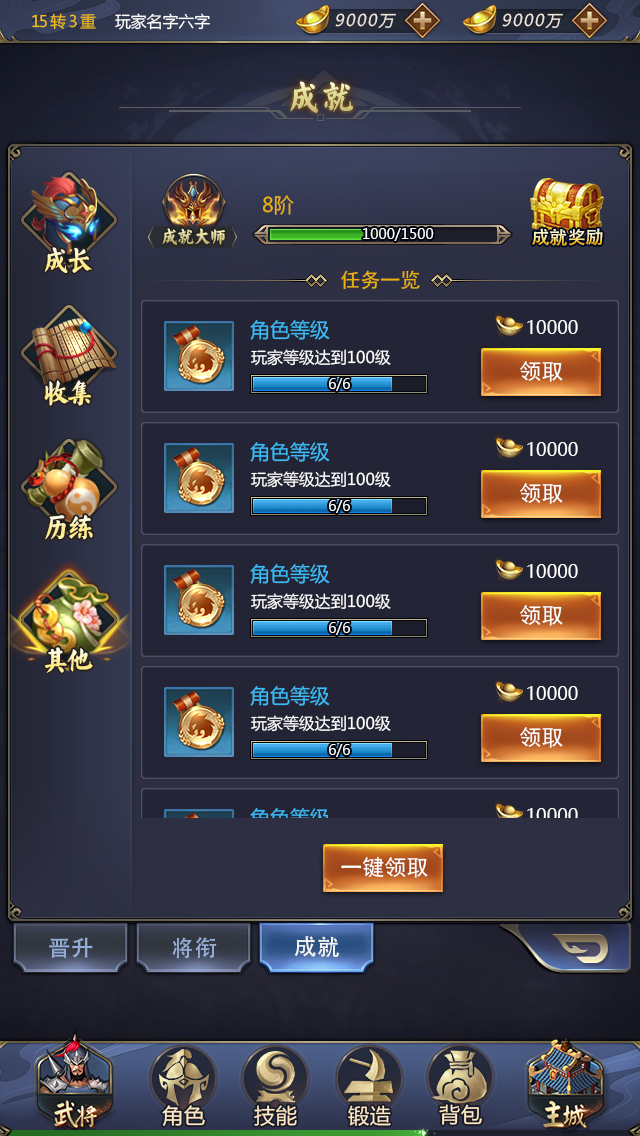 15转3重 玩家名字六字 9000万 9000万
成就
成就大师
8阶
1000/1500
成就奖励
任务一览
成长
收集
历练
其他
角色等级
玩家等级达到100级
6/6
10000
领取
角色等级
玩家等级达到100级
6/6
10000
领取
角色等级
玩家等级达到100级
6/6
10000
领取
角色等级
玩家等级达到100级
6/6
10000
领取
角色等级
10000
一键领取
晋升 将衔 成就
武将 角色 技能 锻造 背包 主城